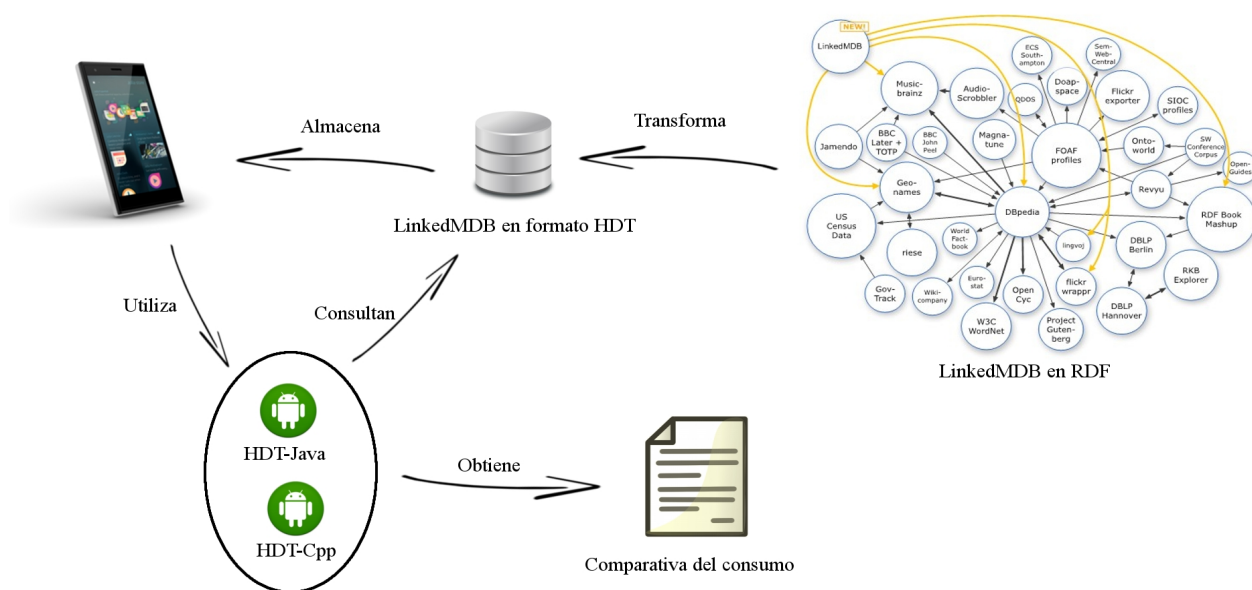 NEW!
LinkedMDB
ECS
South-
ampton
Sem-
Web-
Central
Music-
brainz
Audio-
Scrobbler
QDOS
Doap-
space
Flickr
exporter
SIOC
profiles
Jamendo
BBC
Later +
TOTP
BBC
John
Peel
Magna-
tune
FOAF
profiles
Onto-
world
SW
Conference
Corpus
Open-
Guides
Geo-
names
DBpedia
Revyu
US
Census
Data
riese
World
Fact-
book
lingvoj
DBLP
Berlin
RDF Book
Mashup
Gov-
Track
Wiki-
company
Euro-
stat
Open
Cyc
flickr
wrappr
DBLP
Hannover
RKB
Explorer
W3C
WordNet
Project
Guten-
berg
LinkedMDB en RDF
Transforma
LinkedMDB en formato HDT
Almacena
Utiliza
Consultan
HDT-Java
HDT-Cpp
Obtiene
Comparativa del consumo